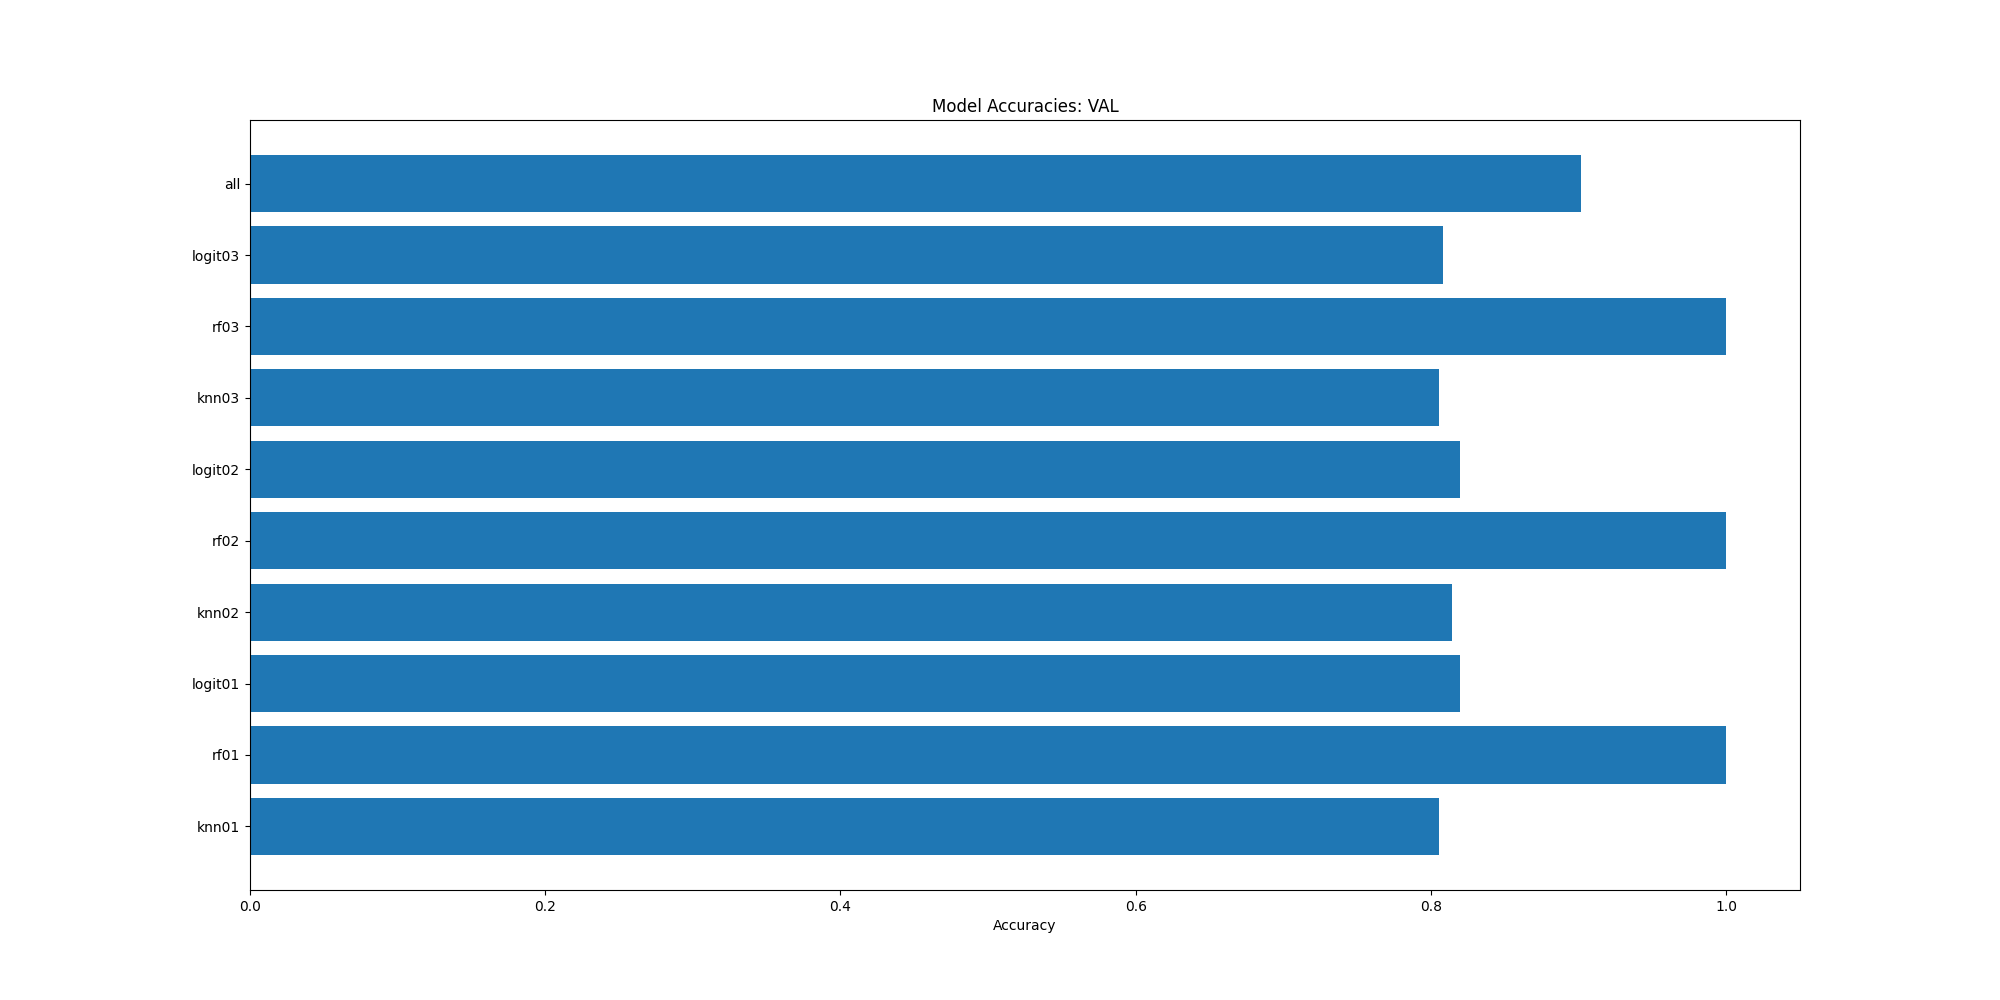 Model Accuracies: VAL
all
logit03
rf03
knn03
logit02
rf02
knn02
logit01
rf01
knn01
0.0 0.2 0.4 0.6 0.8 1.0
Accuracy